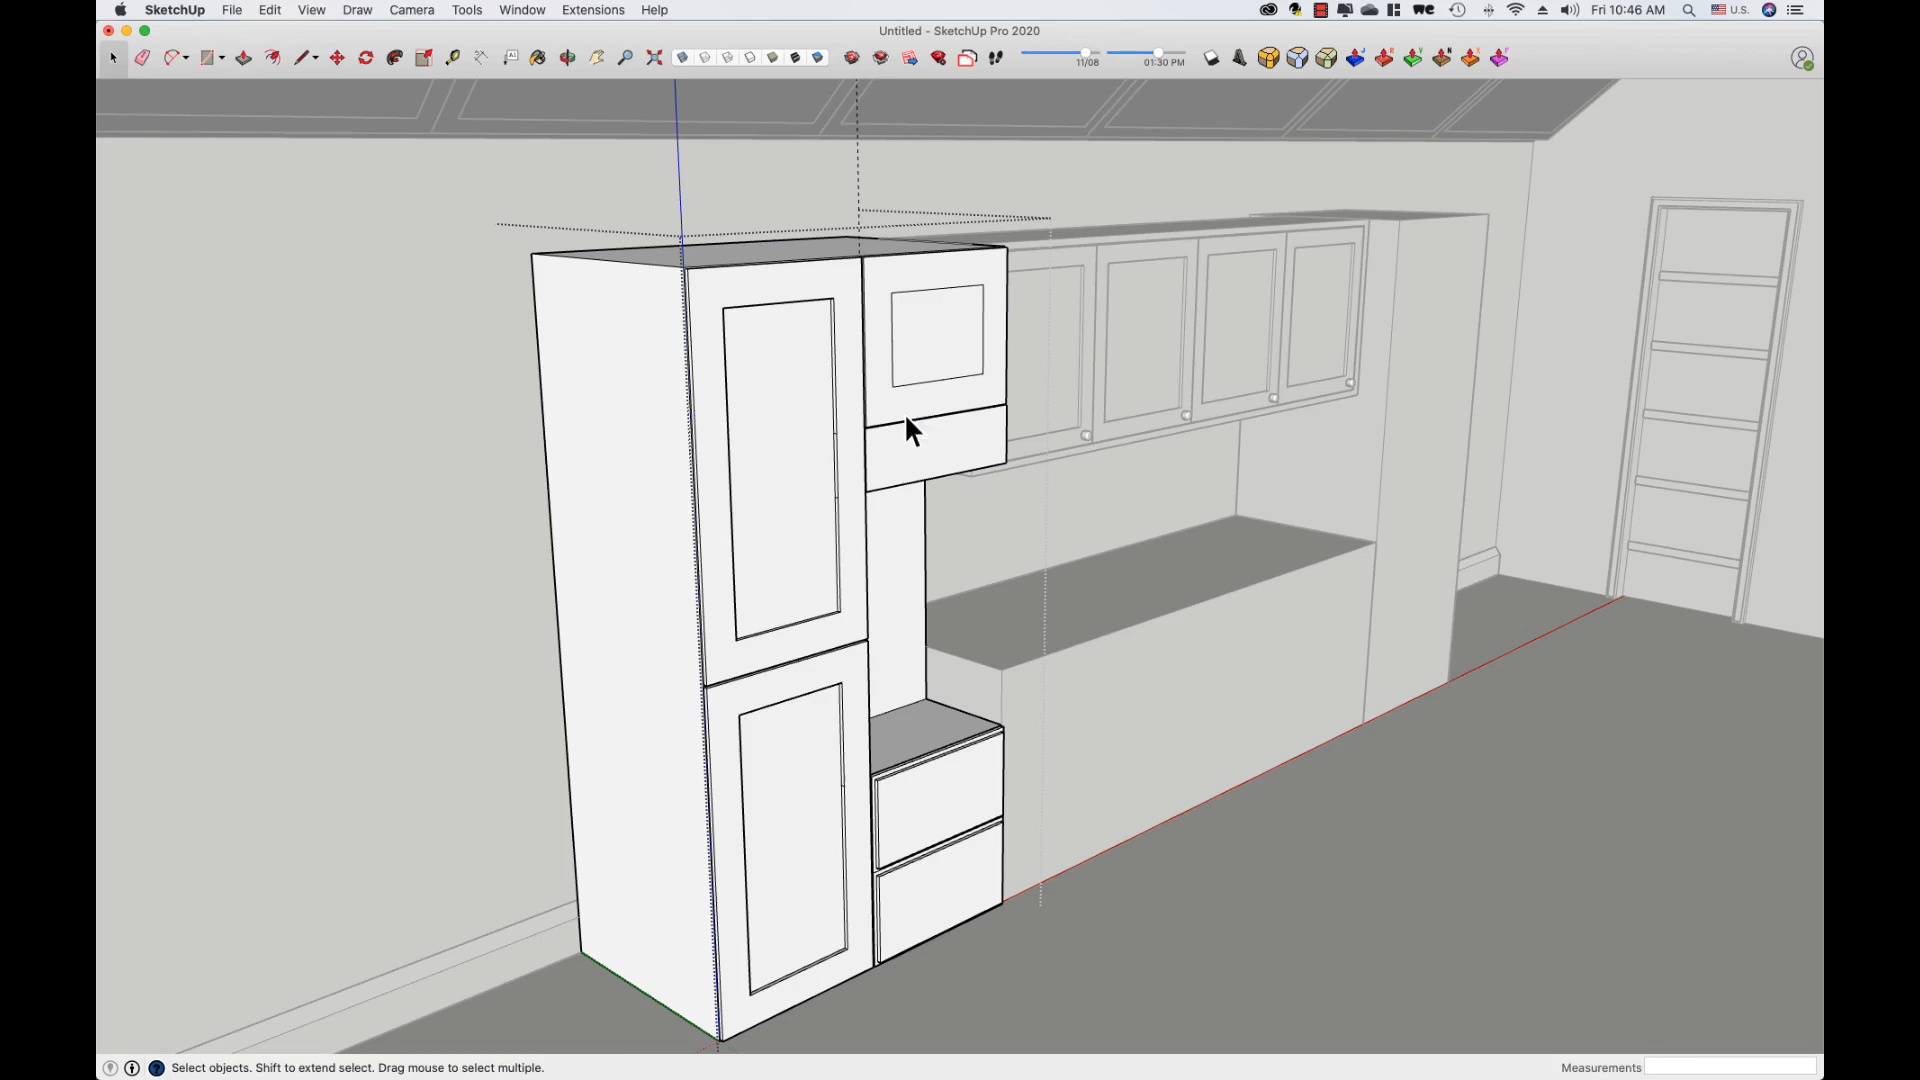 SketchUp File Edit View Draw Camera Tools Window Extensions Help U.S. Fri 10:46 AM
Untitled - SketchUp Pro 2020
11/08 01:30 PM
Select objects. Shift to extend select. Drag mouse to select multiple. Measurements